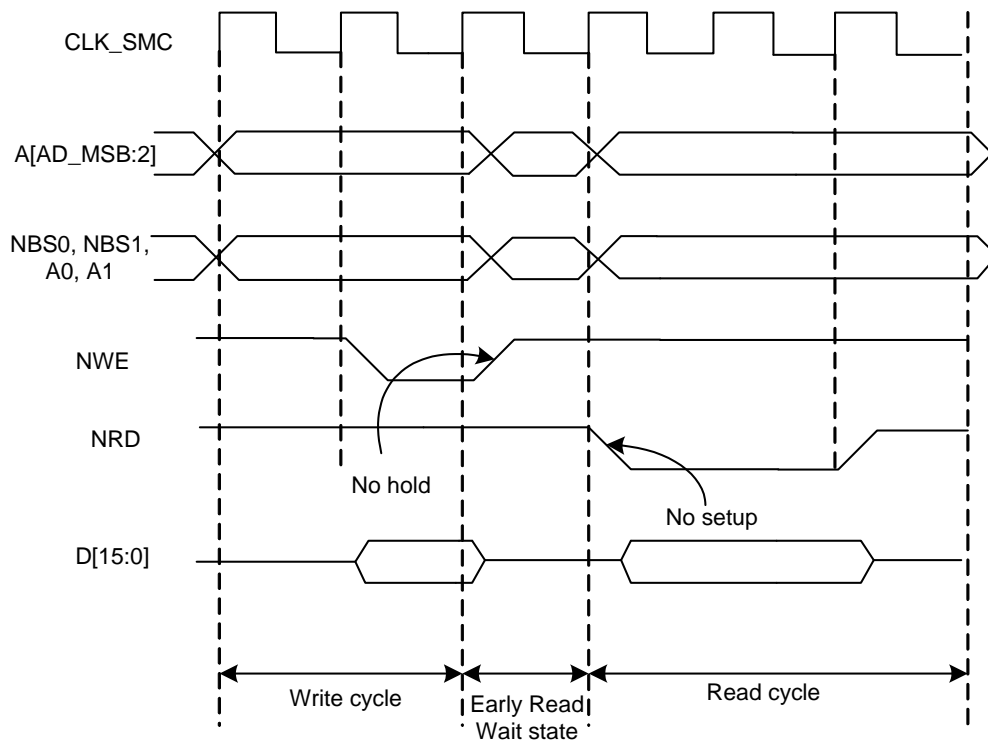 CLK_SMC
A[AD_MSB:2]
NBS0, NBS1,
A0, A1
NWE
NRD
No hold
No setup
D[15:0]
Write cycle
Early Read
Wait state
Read cycle